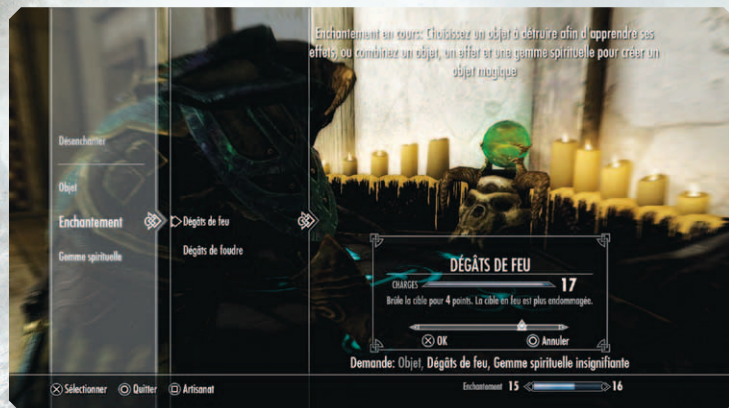 Enchantement en cours: Choisissez un objet à détruire afin d'apprendre ses
effets, ou combinez un objet, un effet et une gemme spirituelle pour créer un
objet magique
Désenchanter
Objet
Enchantement
Gemme spirituelle
Dégâts de feu
Dégâts de foudre
DÉGÂTS DE FEU
CHARGES 17
Brûle la cible pour 4 points. La cible en feu est plus endommagée.
OK Annuler
Demande: Objet, Dégâts de feu, Gemme spirituelle insignifiante
Sélectionner Quitter Artisanat Enchantement 15 16